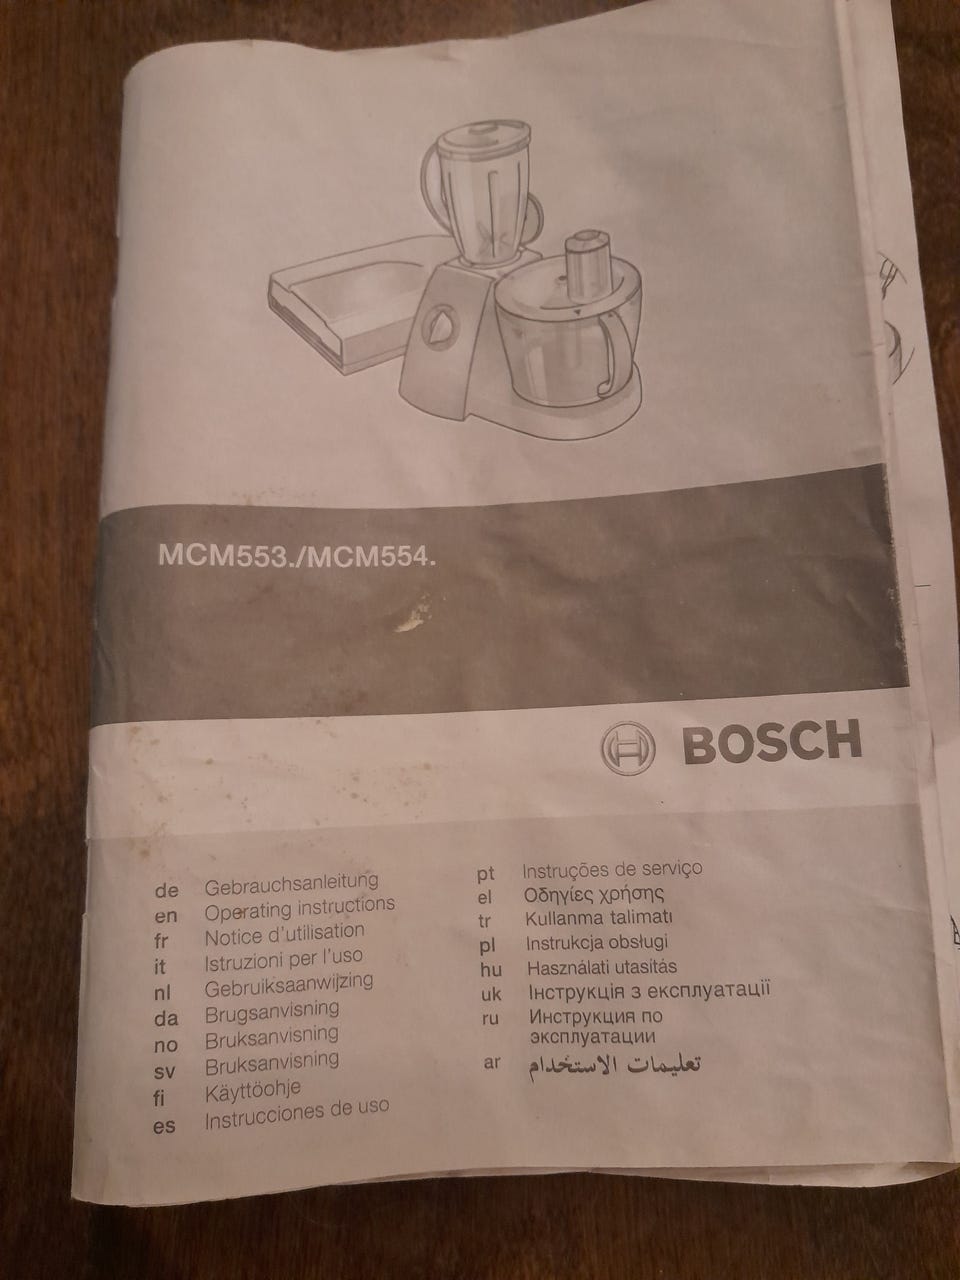 MCM553./MCM554.
BOSCH
de Gebrauchsanleitung
en Operating instructions
fr Notice d'utilisation
it Istruzioni per l'uso
nl Gebruiksaanwijzing
da Brugsanvisning
no Bruksanvisning
sv Bruksanvisning
fi Käyttöohje
es Instrucciones de uso
pt Instruções de serviço
el Οδηγίες χρήσης
tr Kullanma talimatı
pl Instrukcja obsługi
hu Használati utasítás
uk Інструкція з експлуатації
ru Инструкция по
эксплуатации
ar تعليمات الاستخدام